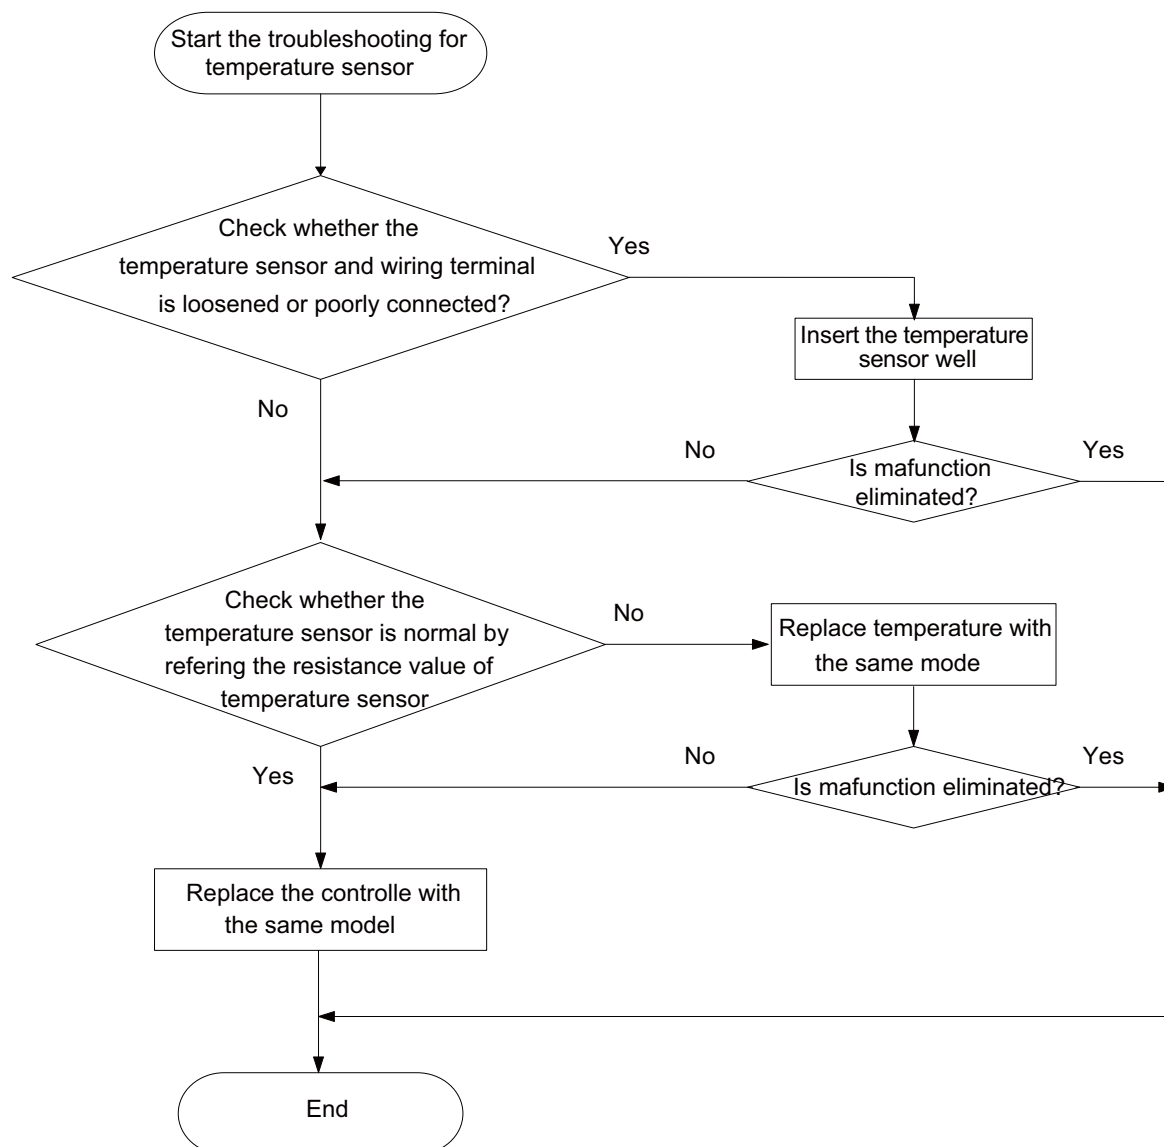 Start the troubleshooting for
temperature sensor
Check whether the
temperature sensor and wiring terminal
is loosened or poorly connected?
Yes
Insert the temperature
sensor well
No
No
Yes
Is mafunction
eliminated?
Check whether the
temperature sensor is normal by
refering the resistance value of
temperature sensor
No
Replace temperature with
the same mode
Yes
No
Yes
Is mafunction eliminated?
Replace the controlle with
the same model
End